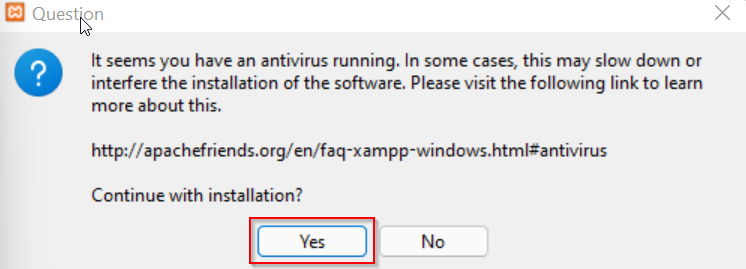 Question
It seems you have an antivirus running. In some cases, this may slow down or
interfere the installation of the software. Please visit the following link to learn
more about this.
http://apachefriends.org/en/faq-xampp-windows.html#antivirus
Continue with installation?
Yes
No